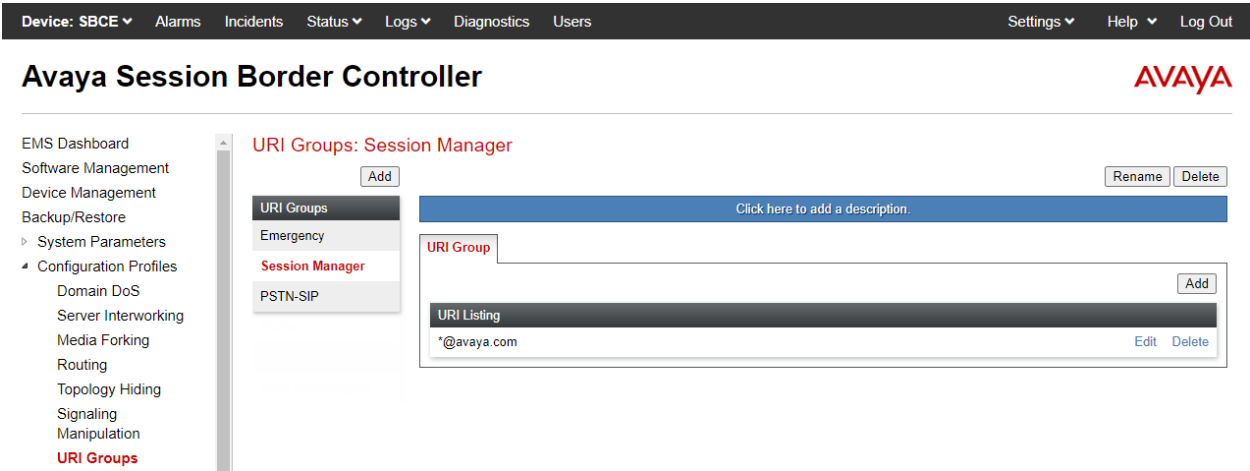 Device: SBCE Alarms Incidents Status Logs Diagnostics Users Settings Help Log Out
Avaya Session Border Controller
AVAYA
EMS Dashboard
Software Management
Device Management
Backup/Restore
System Parameters
Configuration Profiles
Domain DoS
Server Interworking
Media Forking
Routing
Topology Hiding
Signaling
Manipulation
URI Groups
URI Groups: Session Manager
Add
Rename Delete
URI Groups
Emergency
Session Manager
PSTN-SIP
Click here to add a description.
URI Group
Add
URI Listing
*@avaya.com Edit Delete